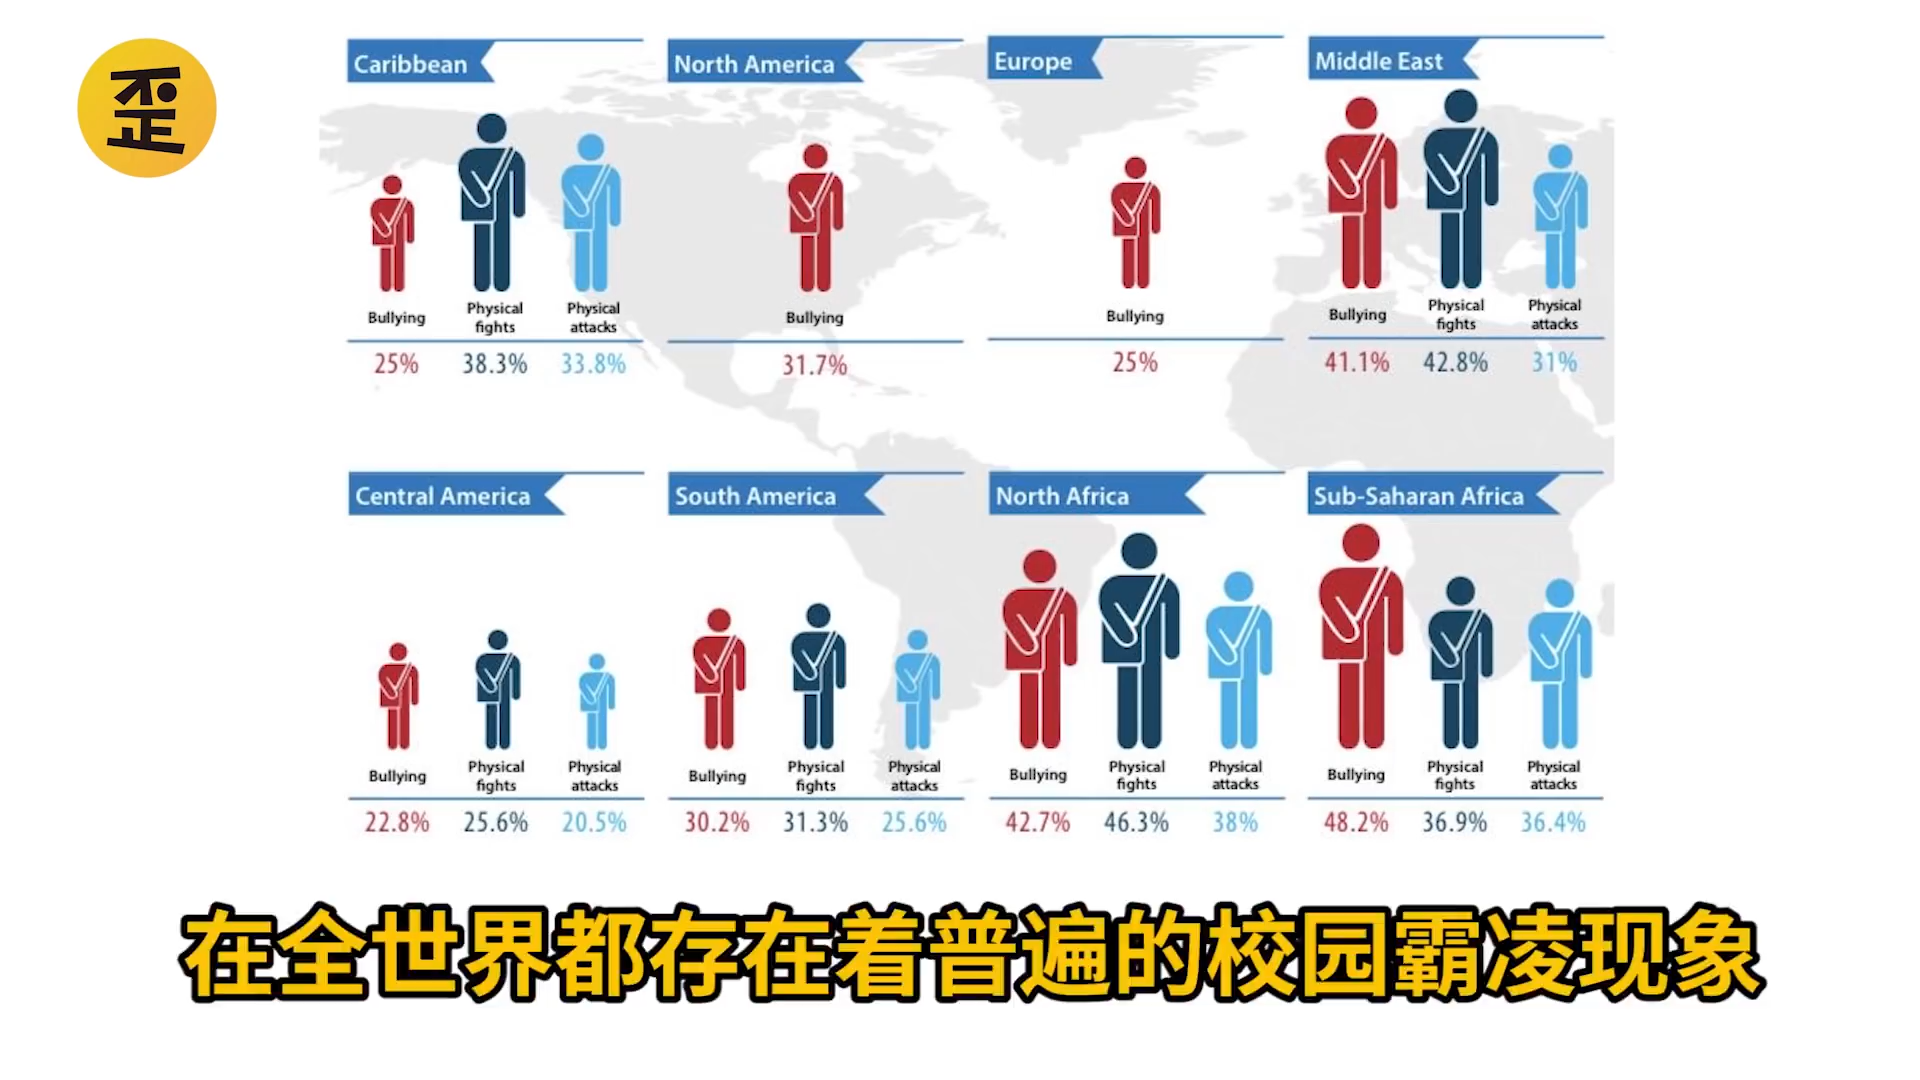 歪
Caribbean
Bullying
Physical
fights
Physical
attacks
25% 38.3% 33.8%
North America
Bullying
31.7%
Europe
Bullying
25%
Middle East
Bullying
Physical
fights
Physical
attacks
41.1% 42.8% 31%
Central America
Bullying
Physical
fights
Physical
attacks
22.8% 25.6% 20.5%
South America
Bullying
Physical
fights
Physical
attacks
30.2% 31.3% 25.6%
North Africa
Bullying
Physical
fights
Physical
attacks
42.7% 46.3% 38%
Sub-Saharan Africa
Bullying
Physical
fights
Physical
attacks
48.2% 36.9% 36.4%
在全世界都存在着普遍的校园霸凌现象